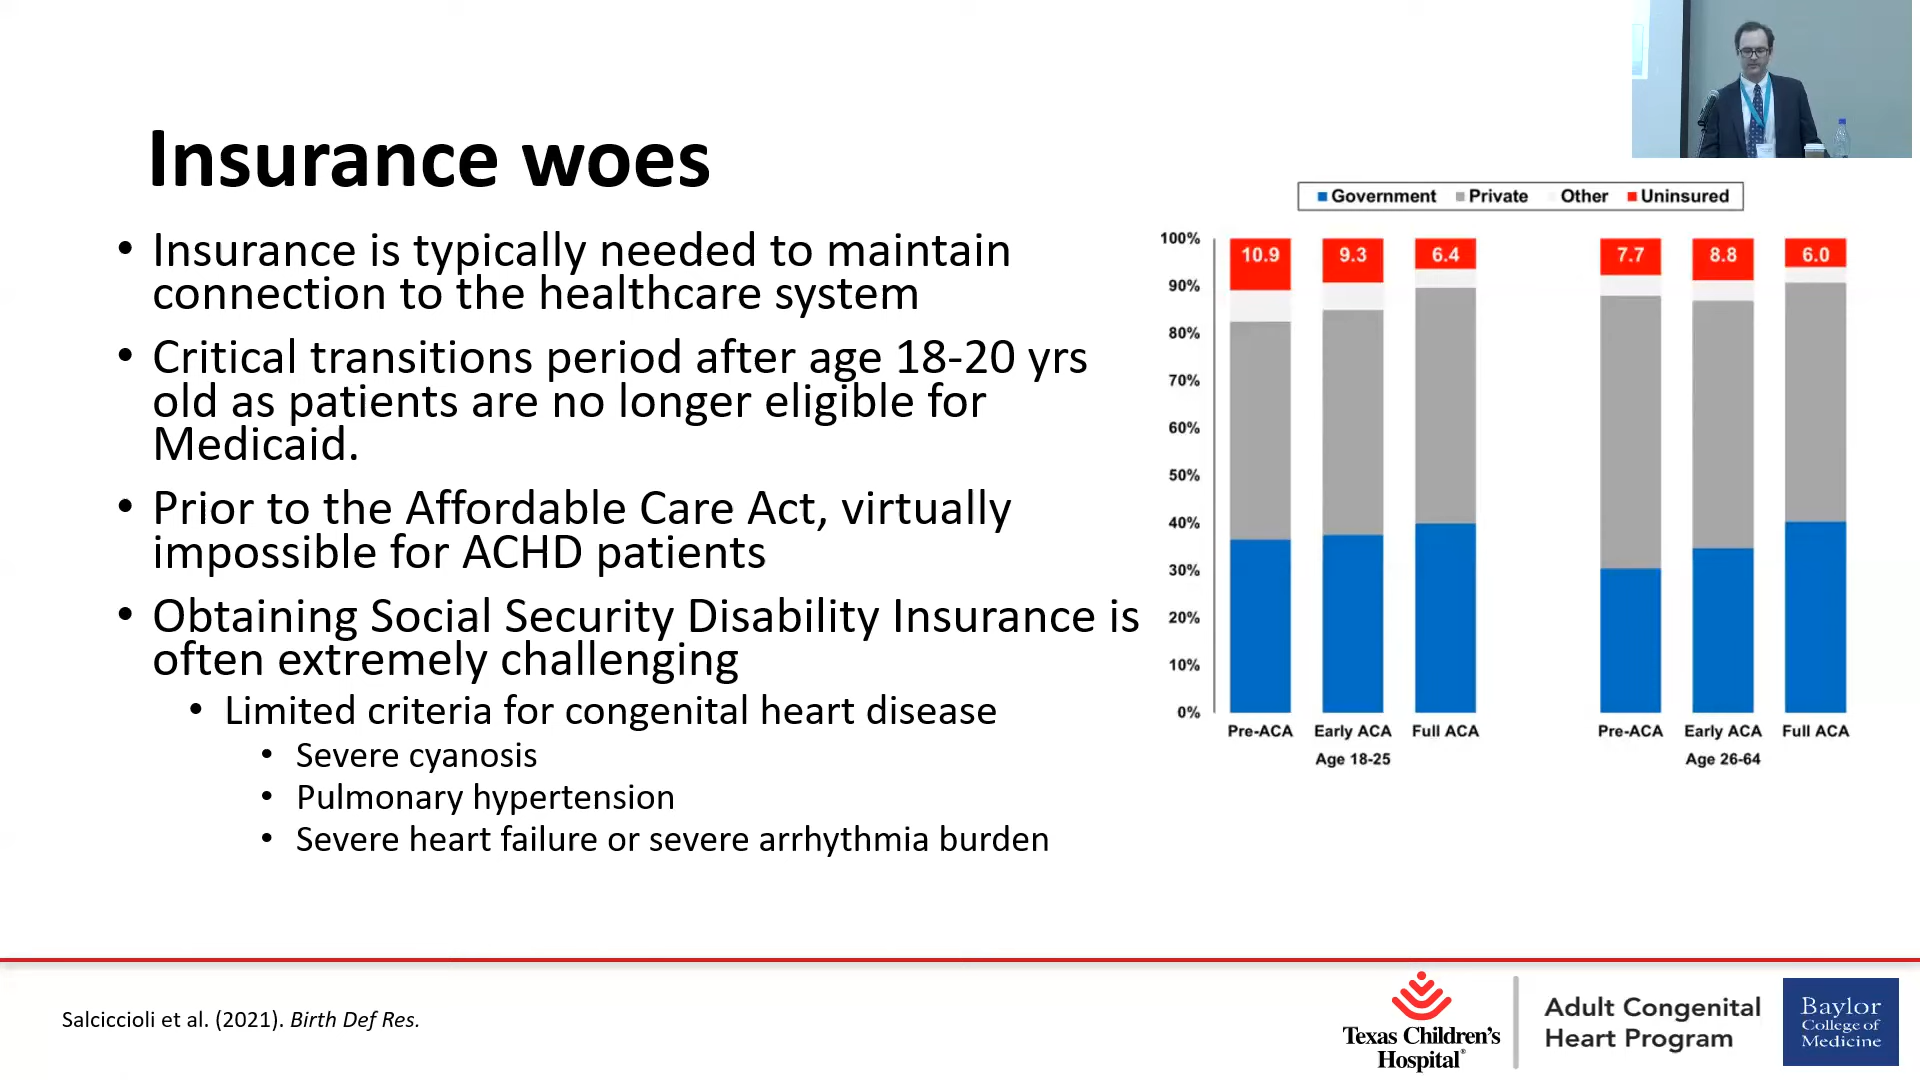 Insurance woes
• Insurance is typically needed to maintain
connection to the healthcare system
• Critical transitions period after age 18-20 yrs
old as patients are no longer eligible for
Medicaid.
• Prior to the Affordable Care Act, virtually
impossible for ACHD patients
• Obtaining Social Security Disability Insurance is
often extremely challenging
• Limited criteria for congenital heart disease
• Severe cyanosis
• Pulmonary hypertension
• Severe heart failure or severe arrhythmia burden
Government Private Other Uninsured
100%
90%
80%
70%
60%
50%
40%
30%
20%
10%
0%
10.9 9.3 6.4 7.7 8.8 6.0
Pre-ACA Early ACA Full ACA Pre-ACA Early ACA Full ACA
Age 18-25 Age 26-64
Salciccioli et al. (2021). Birth Def Res.
Texas Children's
Hospital®
Adult Congenital
Heart Program
Baylor
College of
Medicine